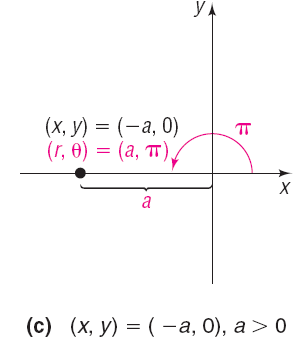 y
(x, y) = (−a, 0)
(r, θ) = (a, π)
π
x
a
(c) (x, y) = ( −a, 0), a > 0